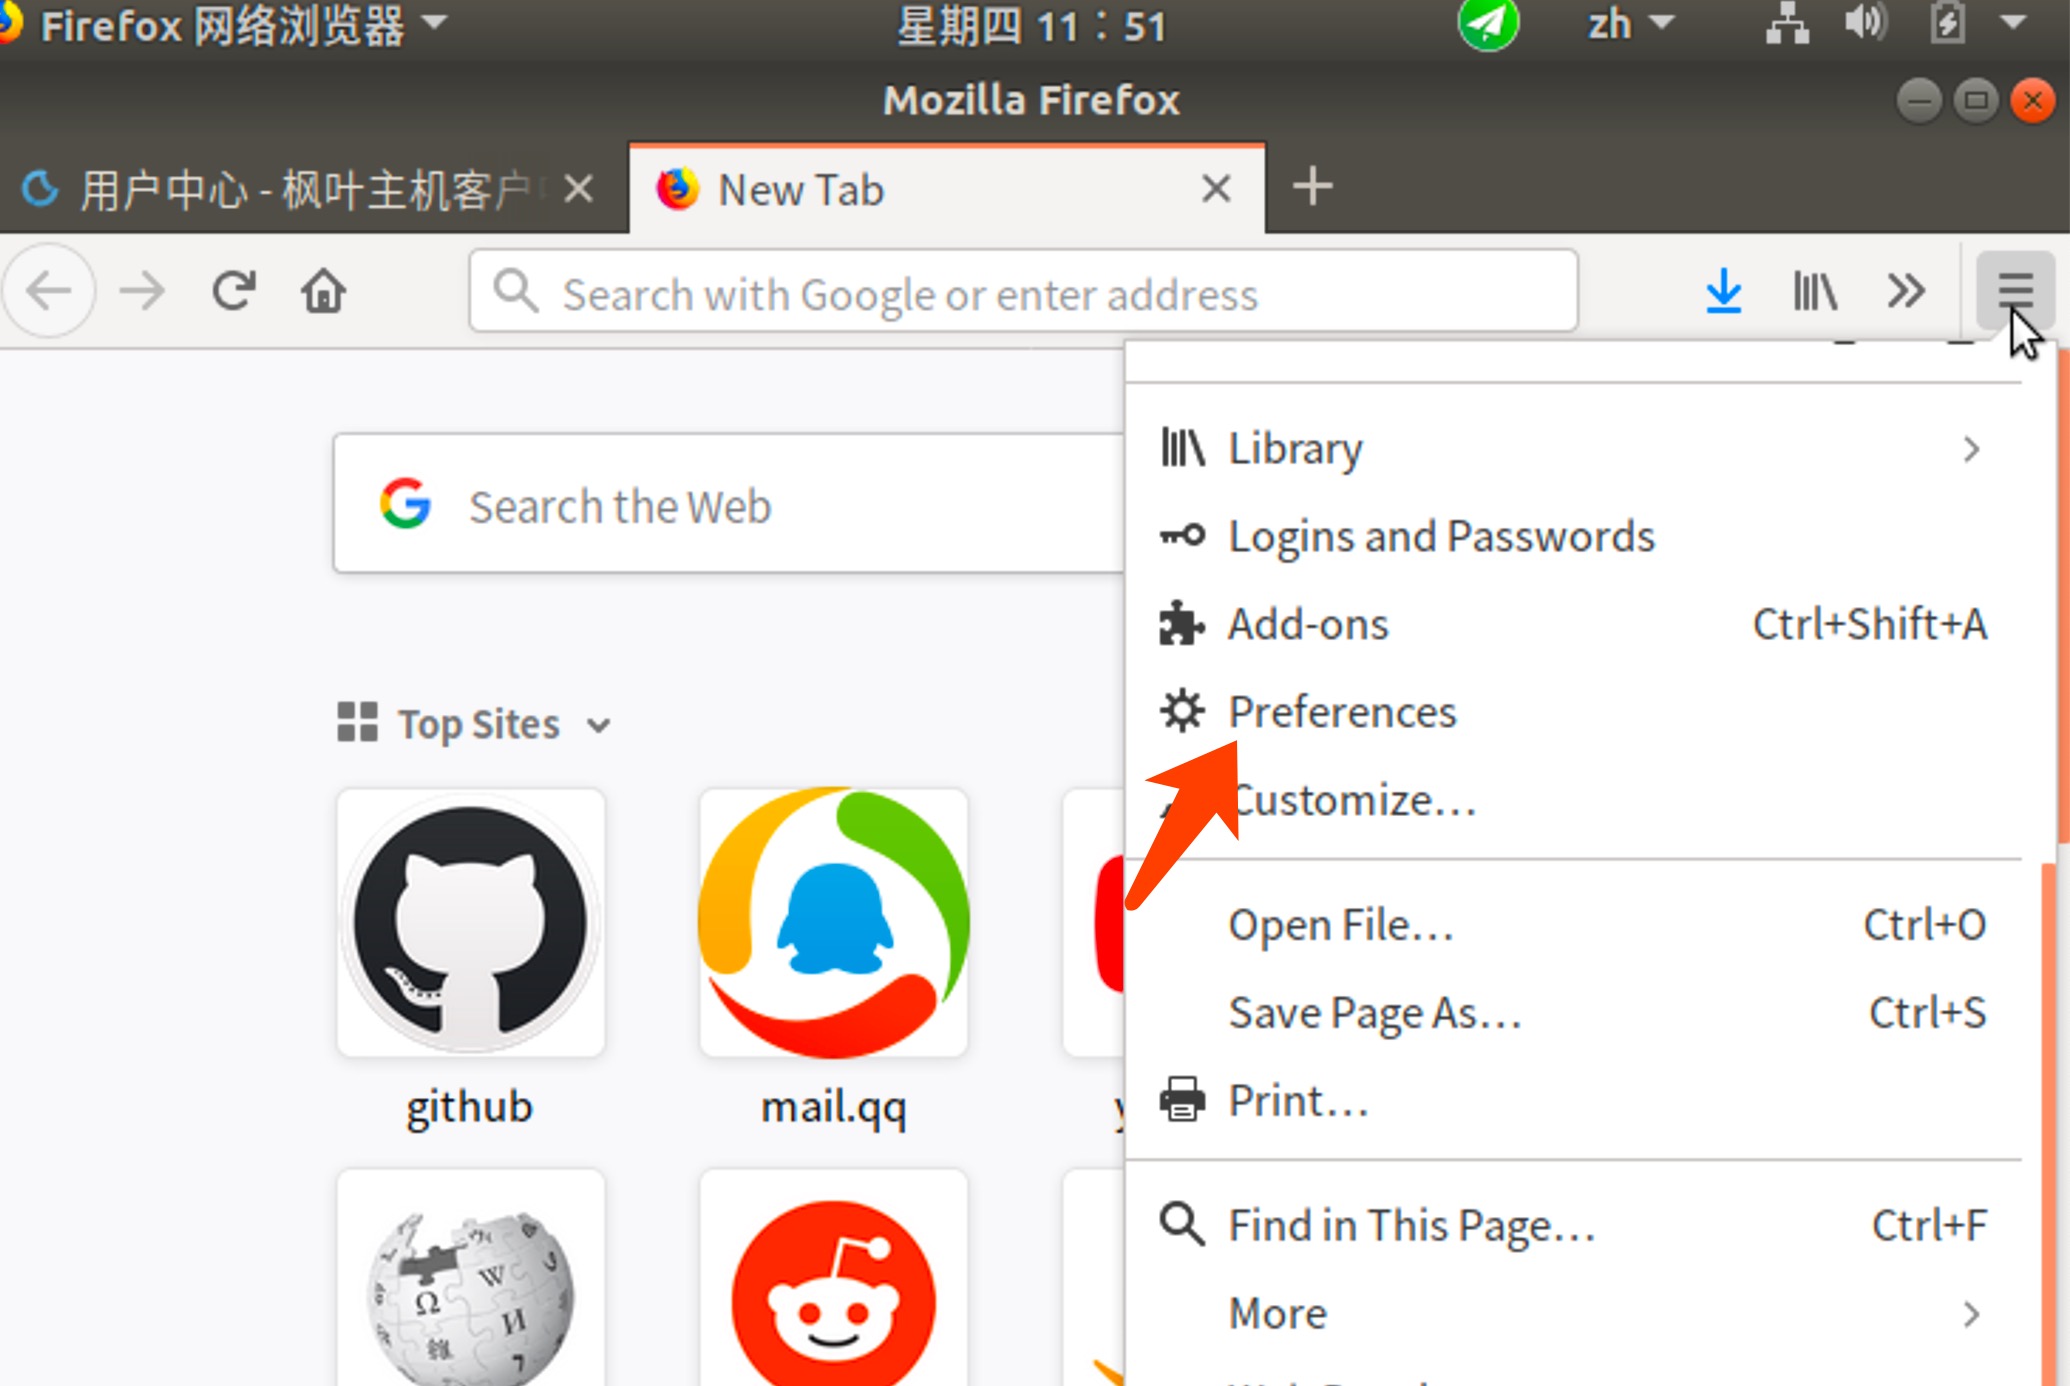 Firefox 网络浏览器
星期四 11：51
zh
Mozilla Firefox
用户中心 - 枫叶主机客户
New Tab
Search with Google or enter address
Library
Logins and Passwords
Add-ons Ctrl+Shift+A
Preferences
Customize…
Open File… Ctrl+O
Save Page As… Ctrl+S
Print…
Find in This Page… Ctrl+F
More
Search the Web
Top Sites
github
mail.qq
W
Ω
И
維